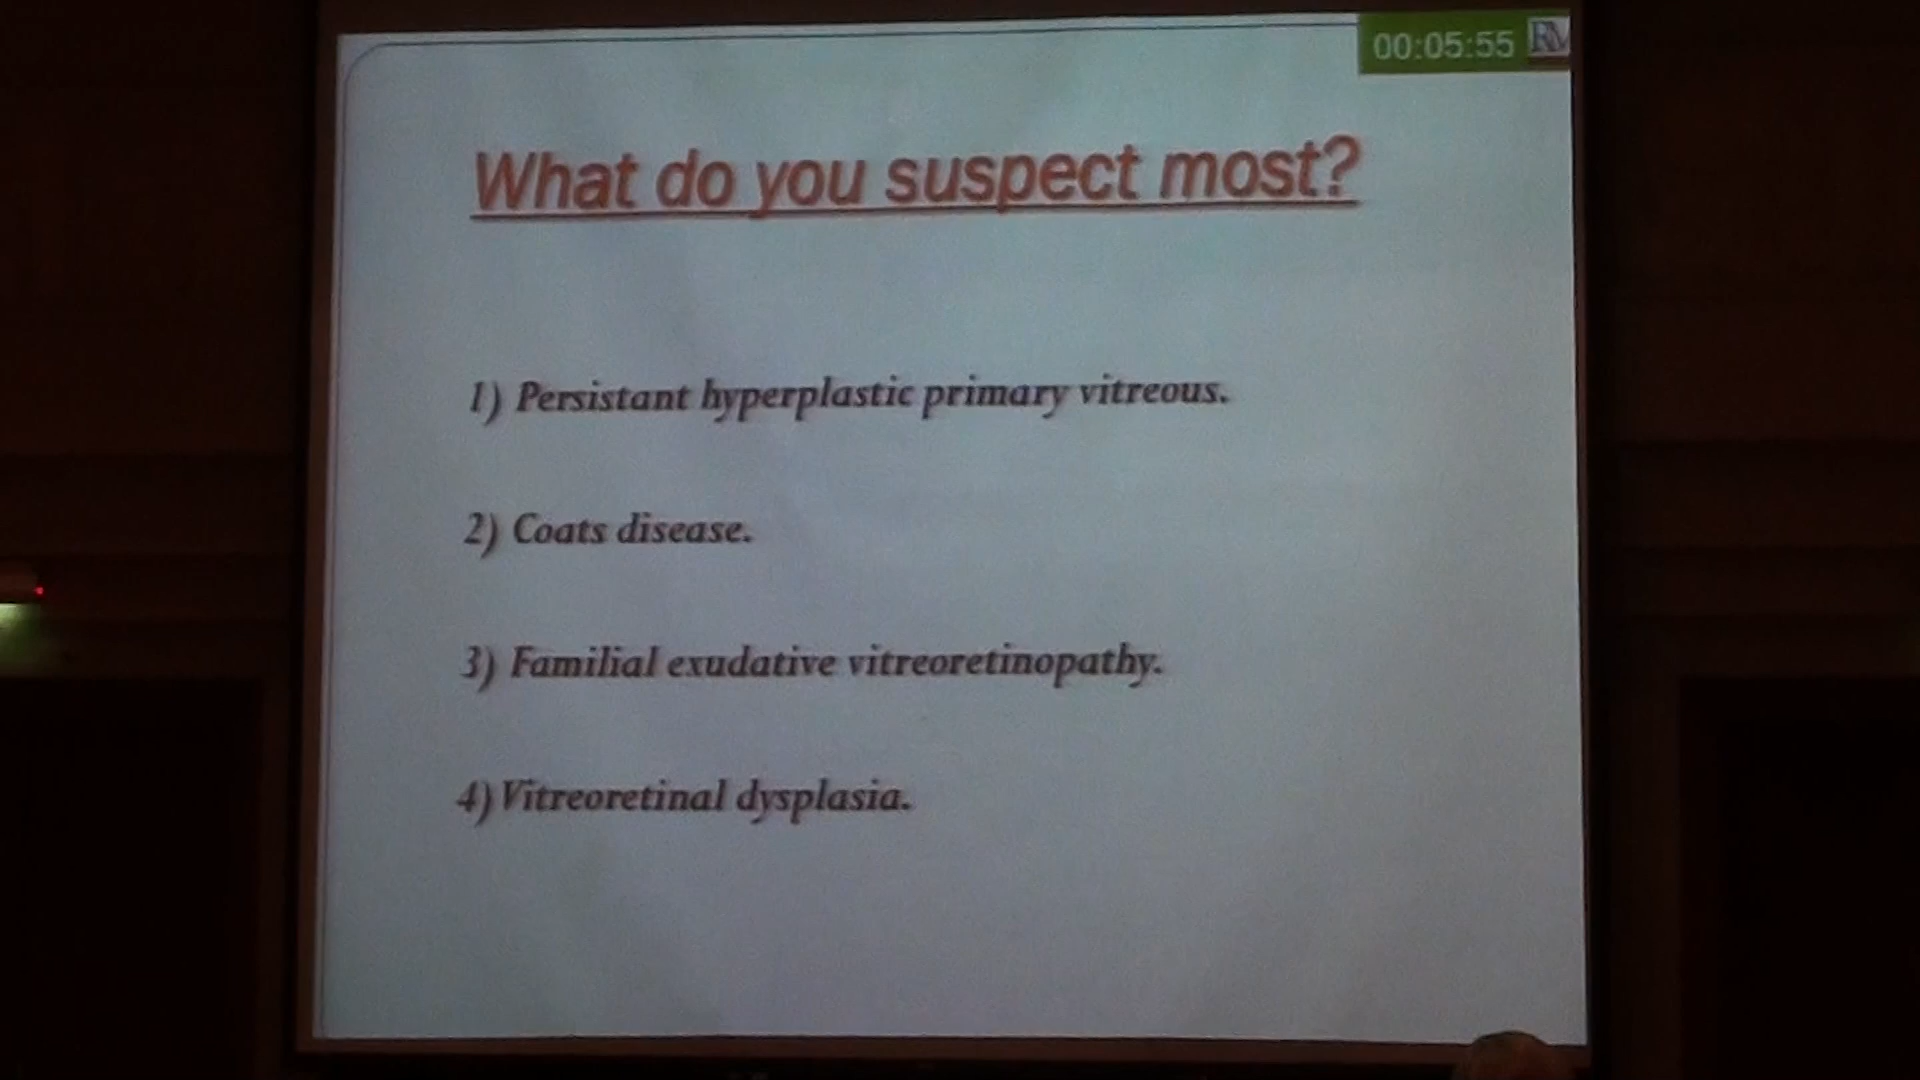 00:05:55 RM
What do you suspect most?
1) Persistant hyperplastic primary vitreous.
2) Coats disease.
3) Familial exudative vitreoretinopathy.
4) Vitreoretinal dysplasia.